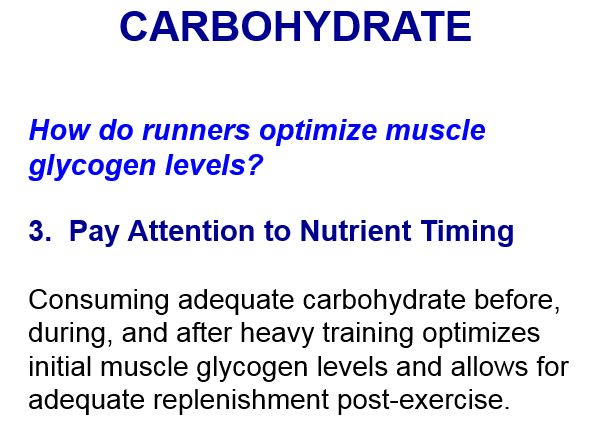 CARBOHYDRATE
How do runners optimize muscle
glycogen levels?
3. Pay Attention to Nutrient Timing
Consuming adequate carbohydrate before,
during, and after heavy training optimizes
initial muscle glycogen levels and allows for
adequate replenishment post-exercise.